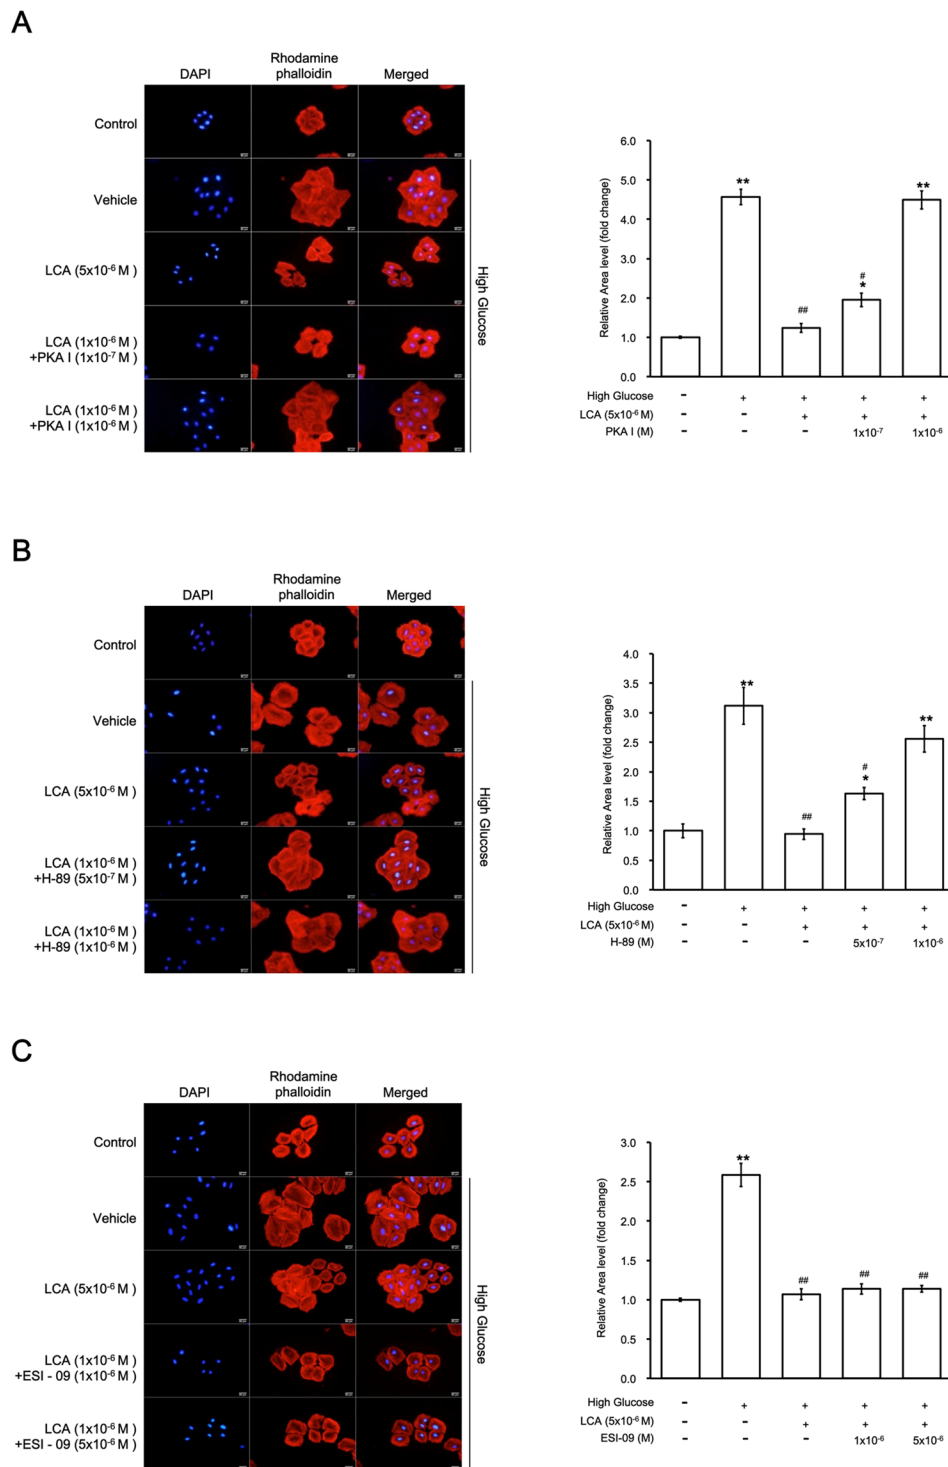 A
DAPI
Rhodamine
phalloidin
Merged
Control
Vehicle
LCA (5x10⁻⁶ M )
LCA (1x10⁻⁶ M )
+PKA I (1x10⁻⁷ M )
LCA (1x10⁻⁶ M )
+PKA I (1x10⁻⁶ M )
High Glucose
Relative Area level (fold change)
6.0
5.0
4.0
3.0
2.0
1.0
0.0
**
##
#
*
**
High Glucose - + + + +
LCA (5x10⁻⁶ M) - - + + +
PKA I (M) - - - 1x10⁻⁷ 1x10⁻⁶
B
DAPI
Rhodamine
phalloidin
Merged
Control
Vehicle
LCA (5x10⁻⁶ M )
LCA (1x10⁻⁶ M )
+H-89 (5x10⁻⁷ M )
LCA (1x10⁻⁶ M )
+H-89 (1x10⁻⁶ M )
High Glucose
Relative Area level (fold change)
4.0
3.5
3.0
2.5
2.0
1.5
1.0
0.5
0.0
**
##
#
*
**
High Glucose - + + + +
LCA (5x10⁻⁶ M) - - + + +
H-89 (M) - - - 5x10⁻⁷ 1x10⁻⁶
C
DAPI
Rhodamine
phalloidin
Merged
Control
Vehicle
LCA (5x10⁻⁶ M )
LCA (1x10⁻⁶ M )
+ESI - 09 (1x10⁻⁶ M )
LCA (1x10⁻⁶ M )
+ESI - 09 (5x10⁻⁶ M )
High Glucose
Relative Area level (fold change)
3.0
2.5
2.0
1.5
1.0
0.5
0.0
**
##
##
##
High Glucose - + + + +
LCA (5x10⁻⁶ M) - - + + +
ESI-09 (M) - - - 1x10⁻⁶ 5x10⁻⁶